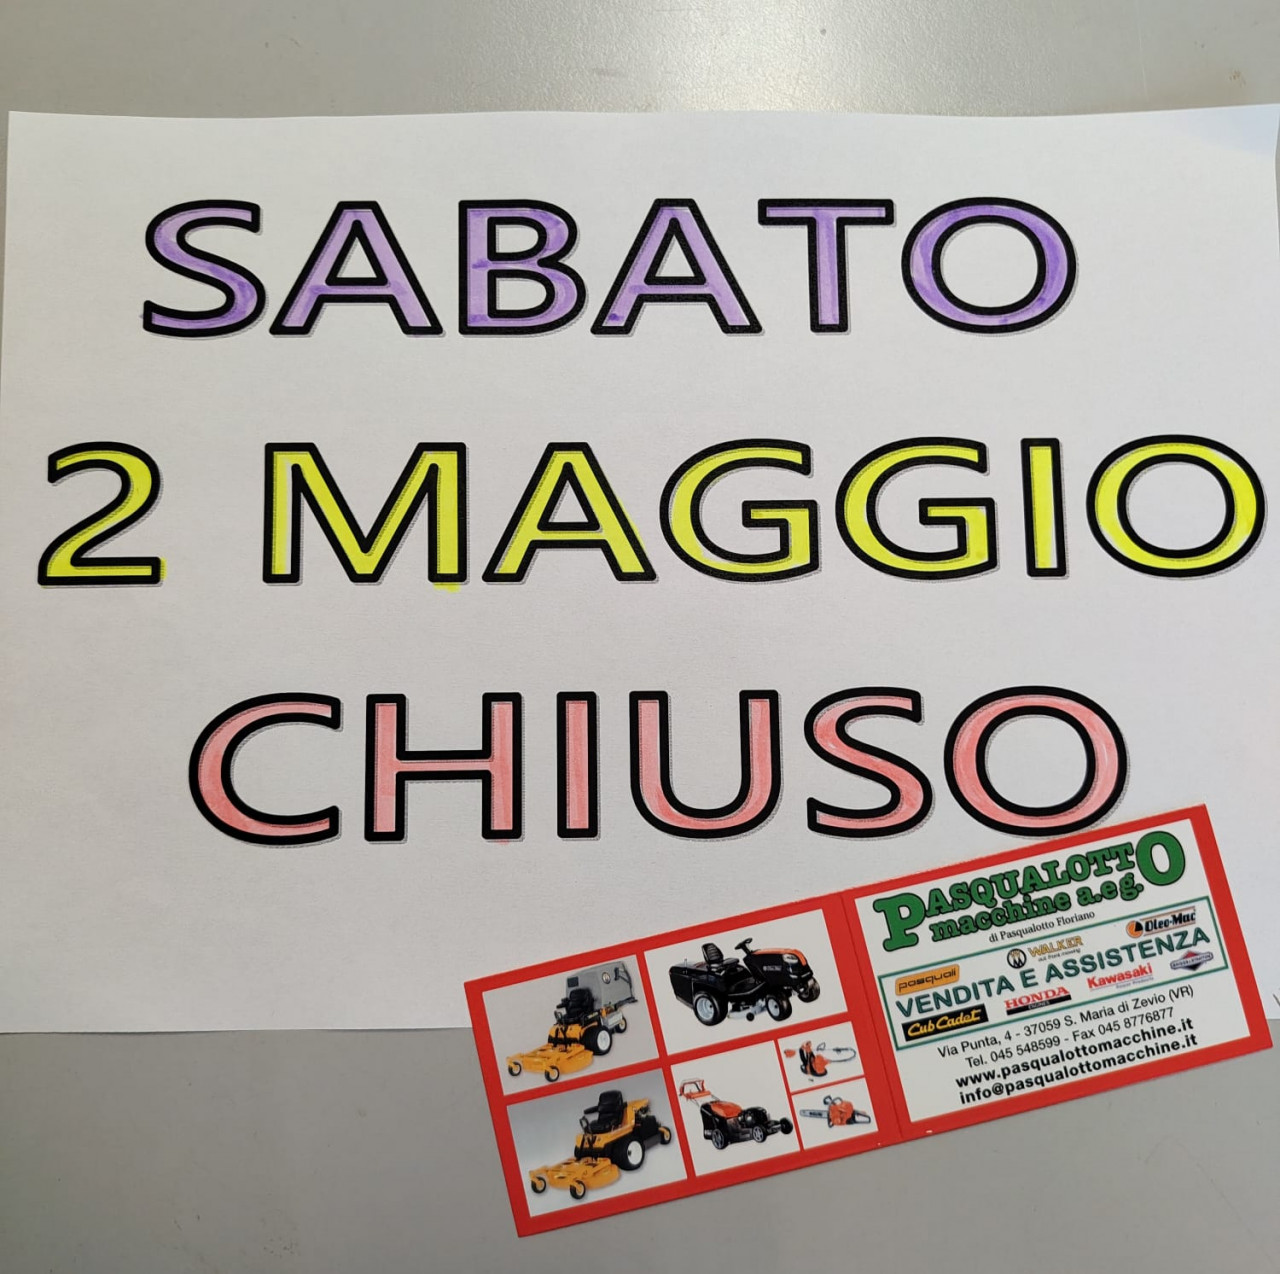 SABATO
2 MAGGIO
CHIUSO
PASQUALOTTO
macchine a.eg.
di Pasqualotto Floriano
pasquali WALKER Oleo-Mac
VENDITA E ASSISTENZA
Cub Cadet HONDA Kawasaki
Via Punta, 4 - 37059 S. Maria di Zevio (VR)
Tel. 045 548599 - Fax 045 8776877
www.pasqualottomacchine.it
info@pasqualottomacchine.it